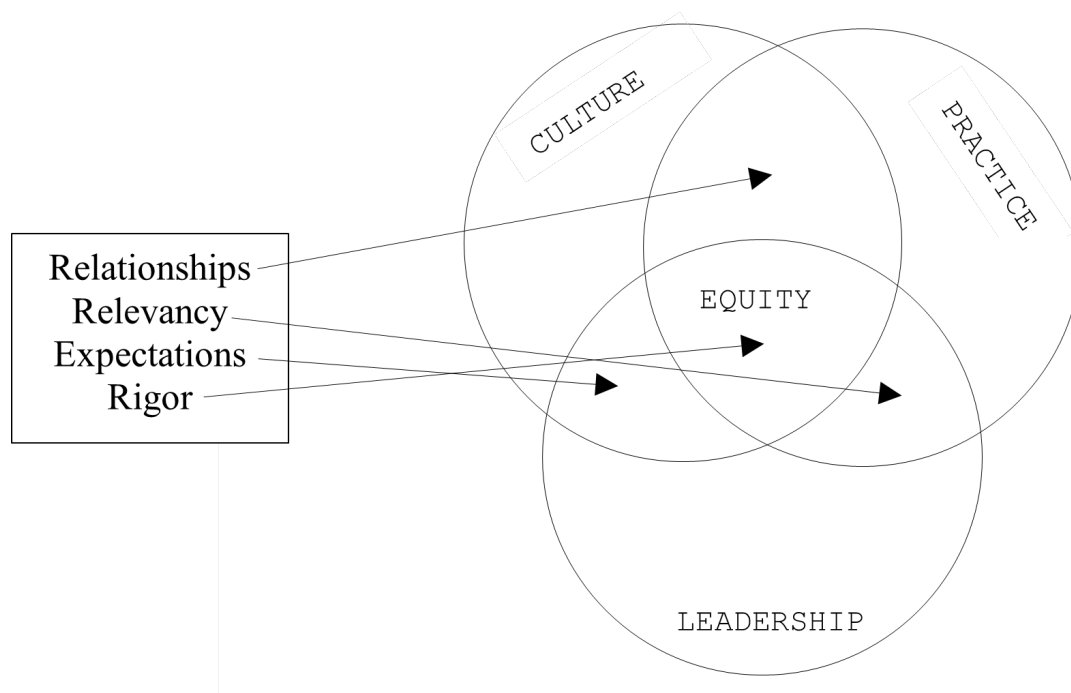 CULTURE
PRACTICE
Relationships
Relevancy
Expectations
Rigor
EQUITY
LEADERSHIP